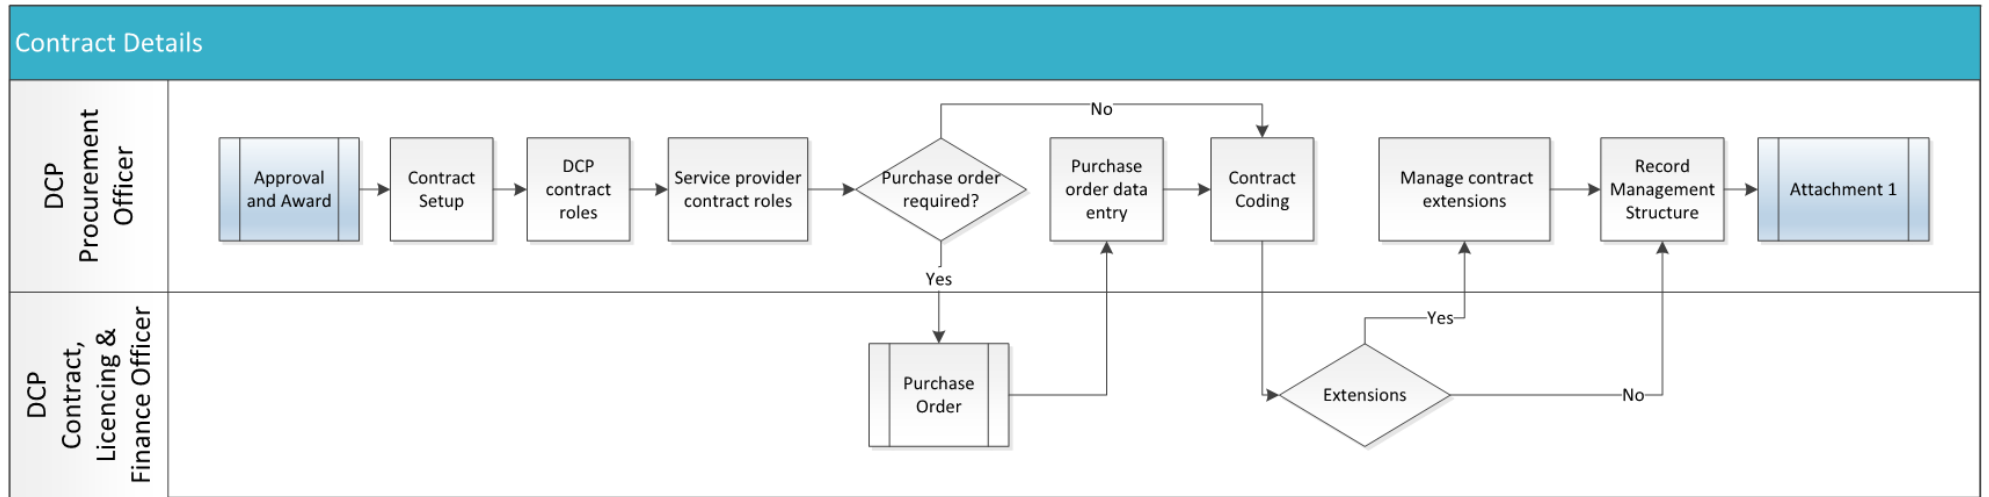 Contract Details
DCP
Procurement
Officer
Approval
and Award
Contract
Setup
DCP
contract
roles
Service provider
contract roles
Purchase order
required?
No
Yes
Purchase
order data
entry
Contract
Coding
Manage contract
extensions
Record
Management
Structure
Attachment 1
DCP
Contract,
Licencing &
Finance Officer
Purchase
Order
Extensions
Yes
No